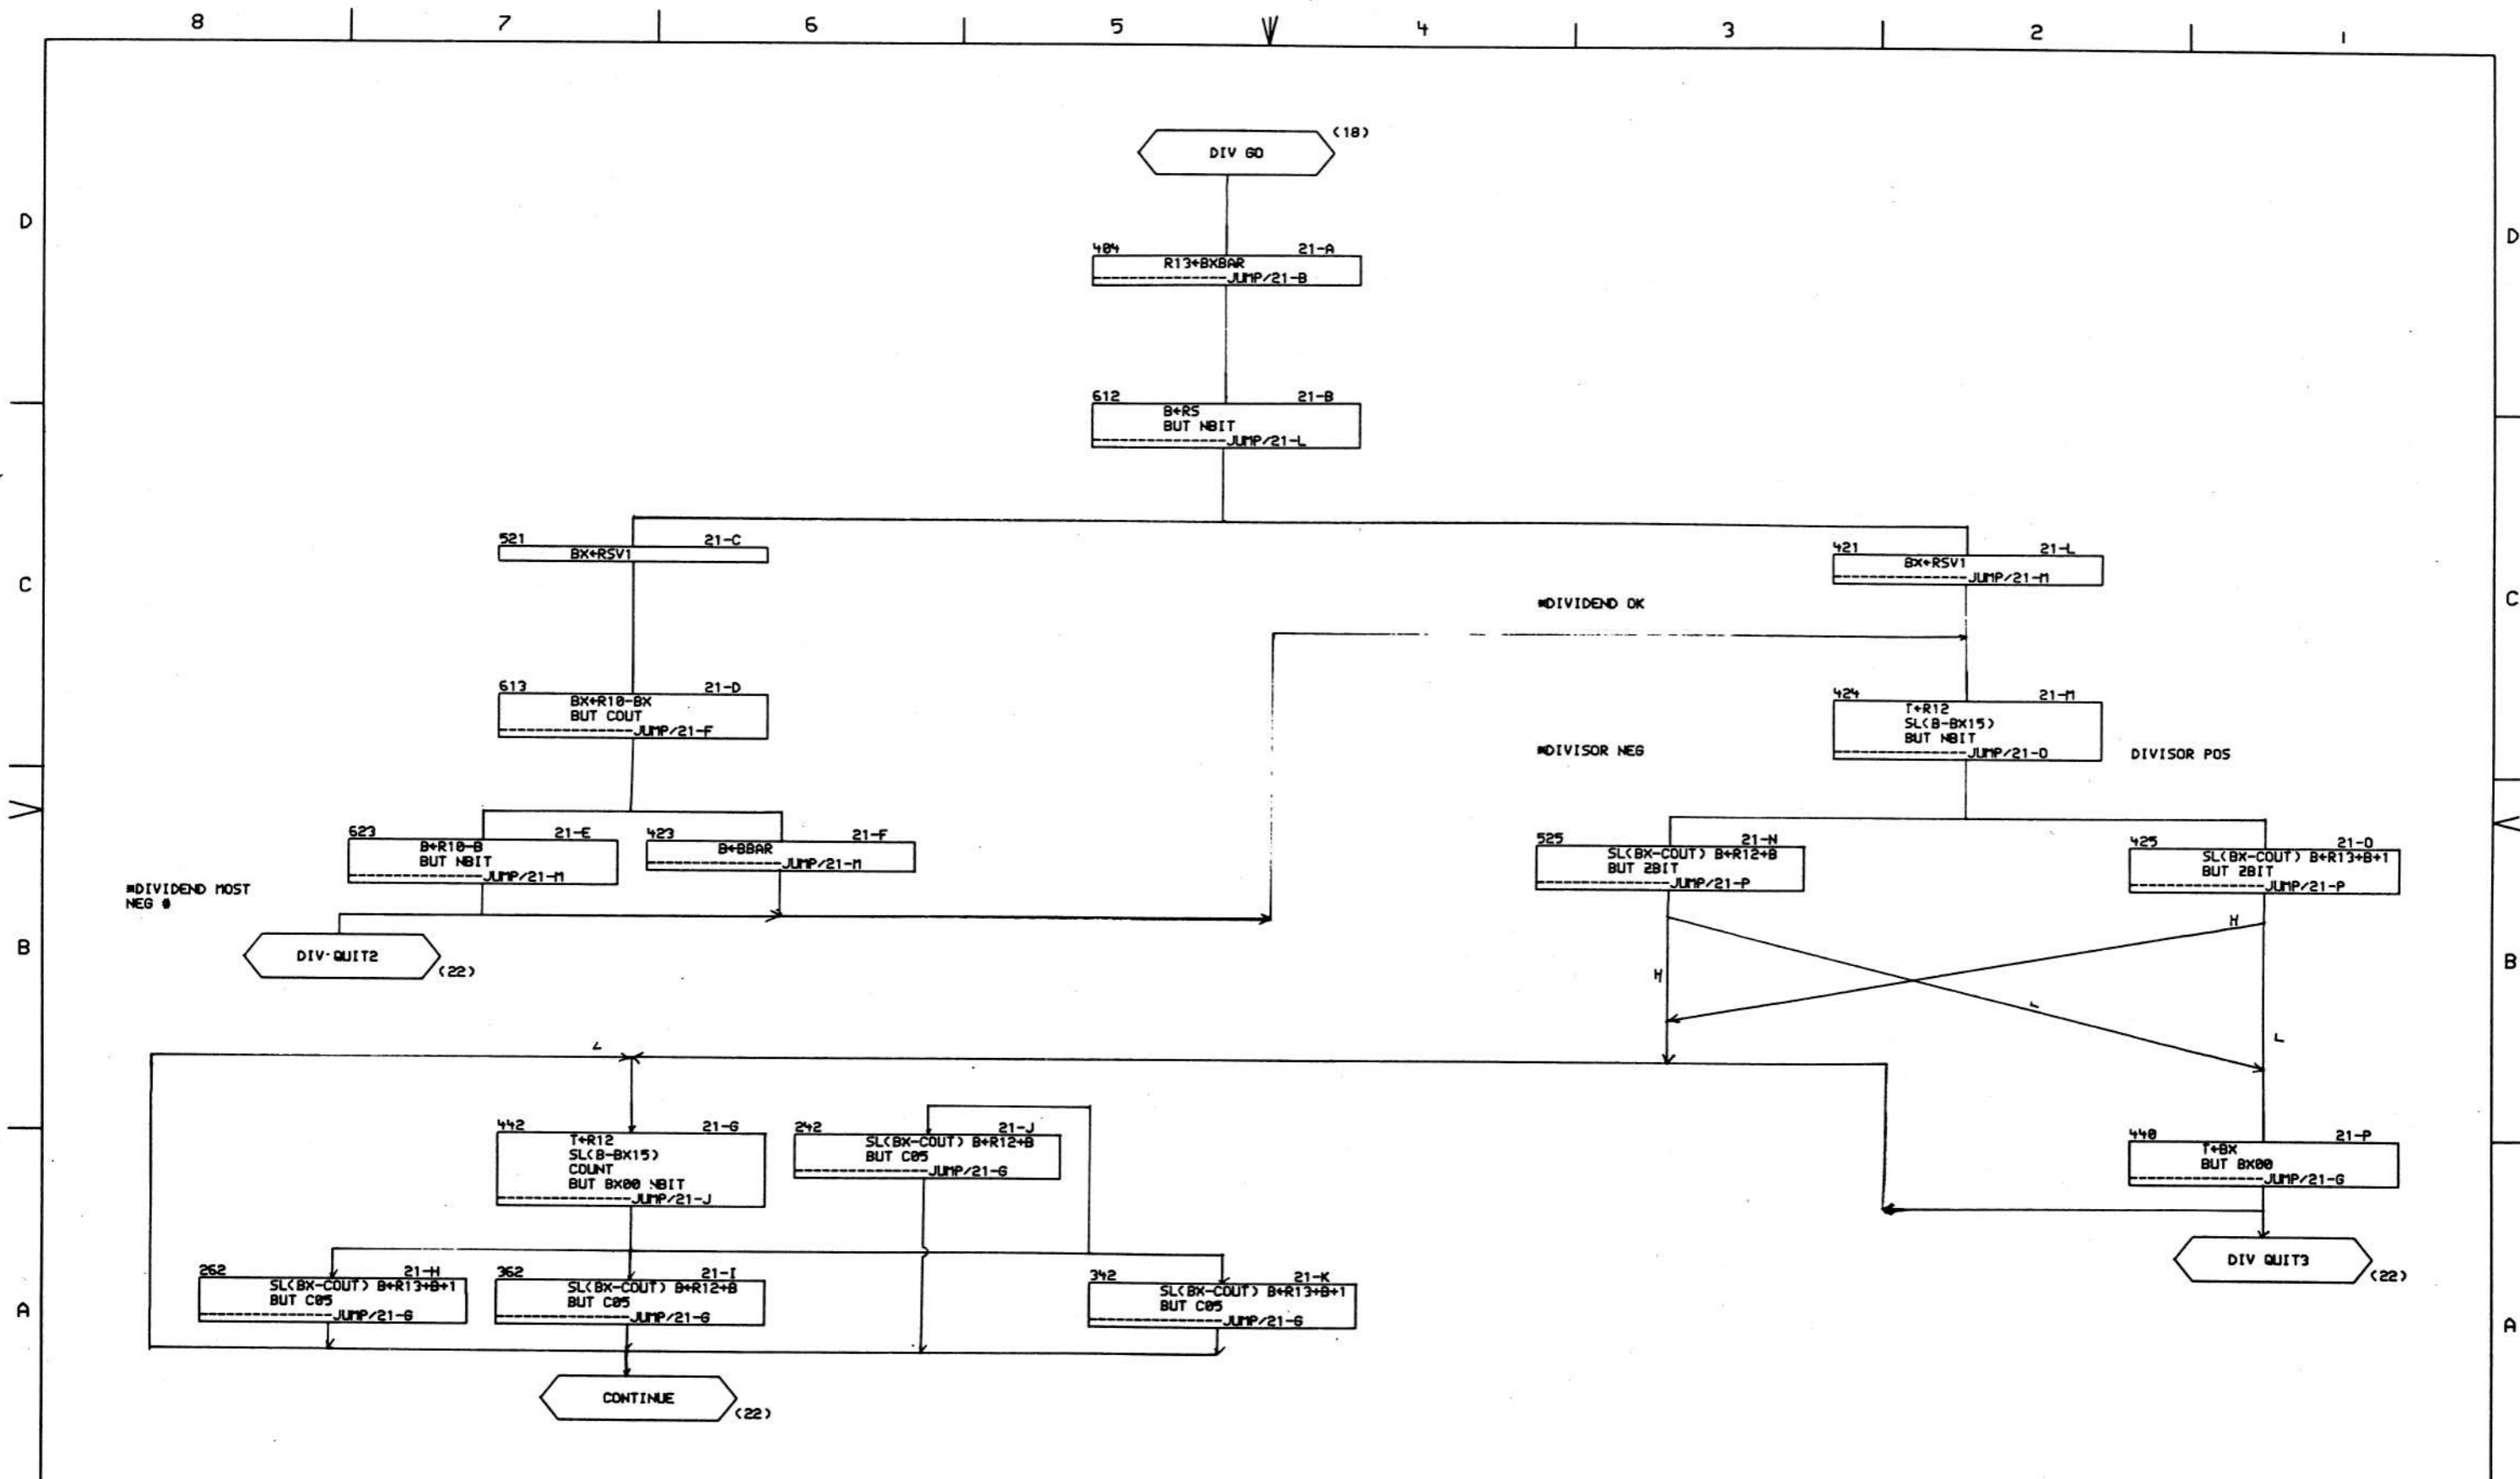 8 7 6 5 4 3 2 1
DIV GO
(18)
D
D
404 21-A
R13←BXBAR
---------------JUMP/21-B
612 21-B
B←RS
BUT NBIT
---------------JUMP/21-L
521 21-C
BX←RSV1
421 21-L
BX←RSV1
---------------JUMP/21-M
C
C
#DIVIDEND OK
613 21-D
BX←R10-BX
BUT COUT
---------------JUMP/21-F
424 21-M
T←R12
SL(B-BX15)
BUT NBIT
---------------JUMP/21-O
#DIVISOR NEG
DIVISOR POS
623 21-E
B←R10-B
BUT NBIT
---------------JUMP/21-M
423 21-F
B←BBAR
---------------JUMP/21-M
525 21-N
SL(BX-COUT) B←R12+B
BUT 2BIT
---------------JUMP/21-P
425 21-O
SL(BX-COUT) B←R13+B+1
BUT 2BIT
---------------JUMP/21-P
#DIVIDEND MOST
NEG #
B
B
DIV-QUIT2
(22)
H
H
L
L
L
442 21-G
T←R12
SL(B-BX15)
COUNT
BUT BX00 NBIT
---------------JUMP/21-J
242 21-J
SL(BX-COUT) B←R12+B
BUT C05
---------------JUMP/21-G
440 21-P
T←BX
BUT BX00
---------------JUMP/21-G
DIV QUIT3
(22)
262 21-H
SL(BX-COUT) B←R13+B+1
BUT C05
---------------JUMP/21-G
362 21-I
SL(BX-COUT) B←R12+B
BUT C05
---------------JUMP/21-G
342 21-K
SL(BX-COUT) B←R13+B+1
BUT C05
---------------JUMP/21-G
A
A
CONTINUE
(22)